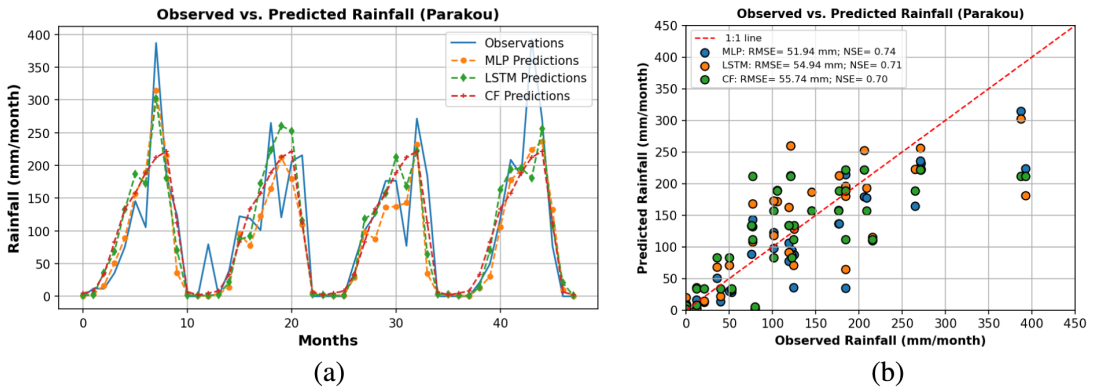 Observed vs. Predicted Rainfall (Parakou)
Rainfall (mm/month)
400
350
300
250
200
150
100
50
0
Observations
MLP Predictions
LSTM Predictions
CF Predictions
0 10 20 30 40
Months
(a)
Observed vs. Predicted Rainfall (Parakou)
Predicted Rainfall (mm/month)
450
400
350
300
250
200
150
100
50
0
1:1 line
MLP: RMSE= 51.94 mm; NSE= 0.74
LSTM: RMSE= 54.94 mm; NSE= 0.71
CF: RMSE= 55.74 mm; NSE= 0.70
0 50 100 150 200 250 300 350 400 450
Observed Rainfall (mm/month)
(b)